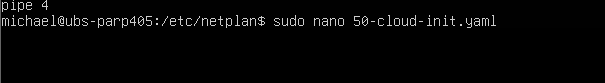 pipe 4
michael@ubs-parp405:/etc/netplan$ sudo nano 50-cloud-init.yaml